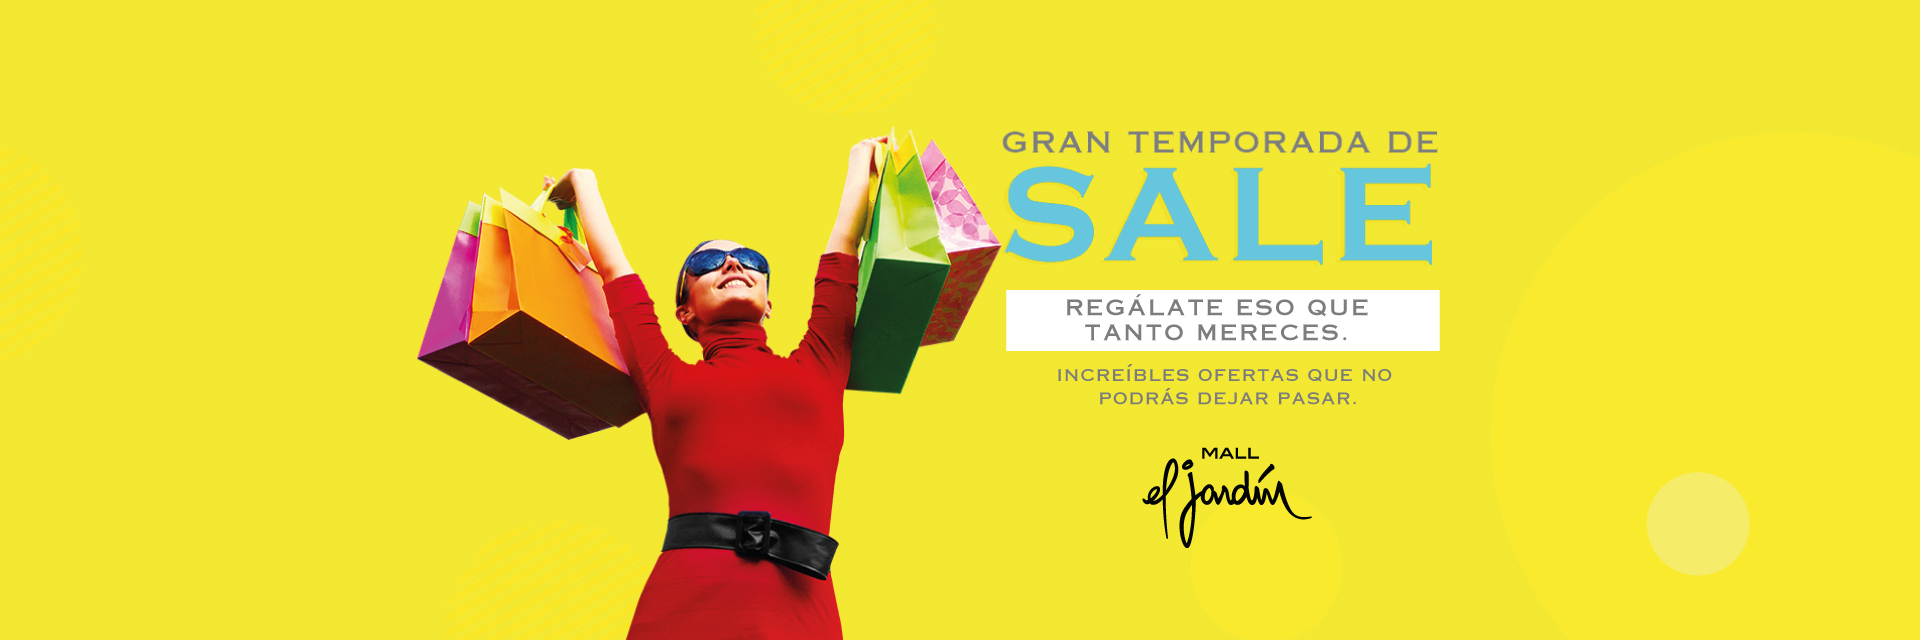 GRAN TEMPORADA DE
SALE
REGÁLATE ESO QUE
TANTO MERECES.
INCREÍBLES OFERTAS QUE NO
PODRÁS DEJAR PASAR.
MALL
el jardín